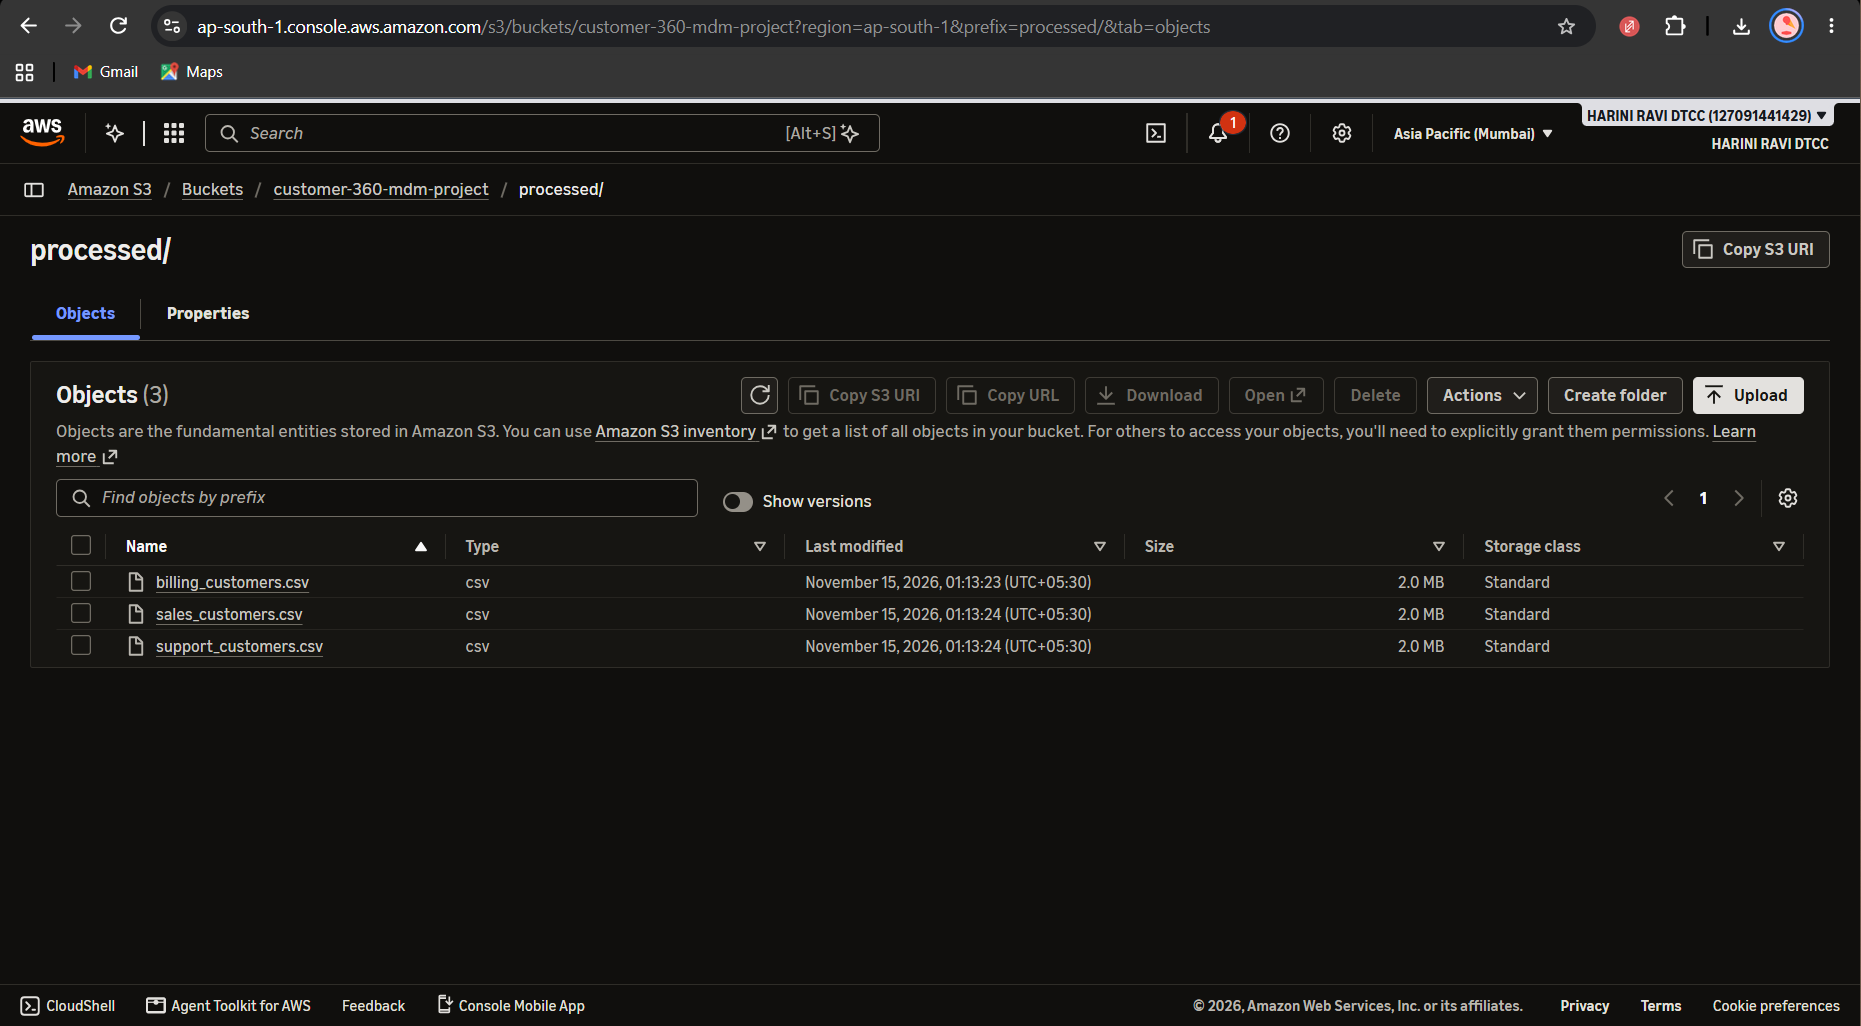 ap-south-1.console.aws.amazon.com/s3/buckets/customer-360-mdm-project?region=ap-south-1&prefix=processed/&tab=objects
Gmail Maps
aws Search [Alt+S] 1 Asia Pacific (Mumbai) HARINI RAVI DTCC (127091441429)
HARINI RAVI DTCC
Amazon S3 / Buckets / customer-360-mdm-project / processed/
processed/ Copy S3 URI
Objects Properties
Objects (3) Copy S3 URI Copy URL Download Open Delete Actions Create folder Upload
Objects are the fundamental entities stored in Amazon S3. You can use Amazon S3 inventory to get a list of all objects in your bucket. For others to access your objects, you'll need to explicitly grant them permissions. Learn
more
Find objects by prefix Show versions 1
Name Type Last modified Size Storage class
billing_customers.csv csv November 15, 2026, 01:13:23 (UTC+05:30) 2.0 MB Standard
sales_customers.csv csv November 15, 2026, 01:13:24 (UTC+05:30) 2.0 MB Standard
support_customers.csv csv November 15, 2026, 01:13:24 (UTC+05:30) 2.0 MB Standard
CloudShell Agent Toolkit for AWS Feedback Console Mobile App © 2026, Amazon Web Services, Inc. or its affiliates. Privacy Terms Cookie preferences